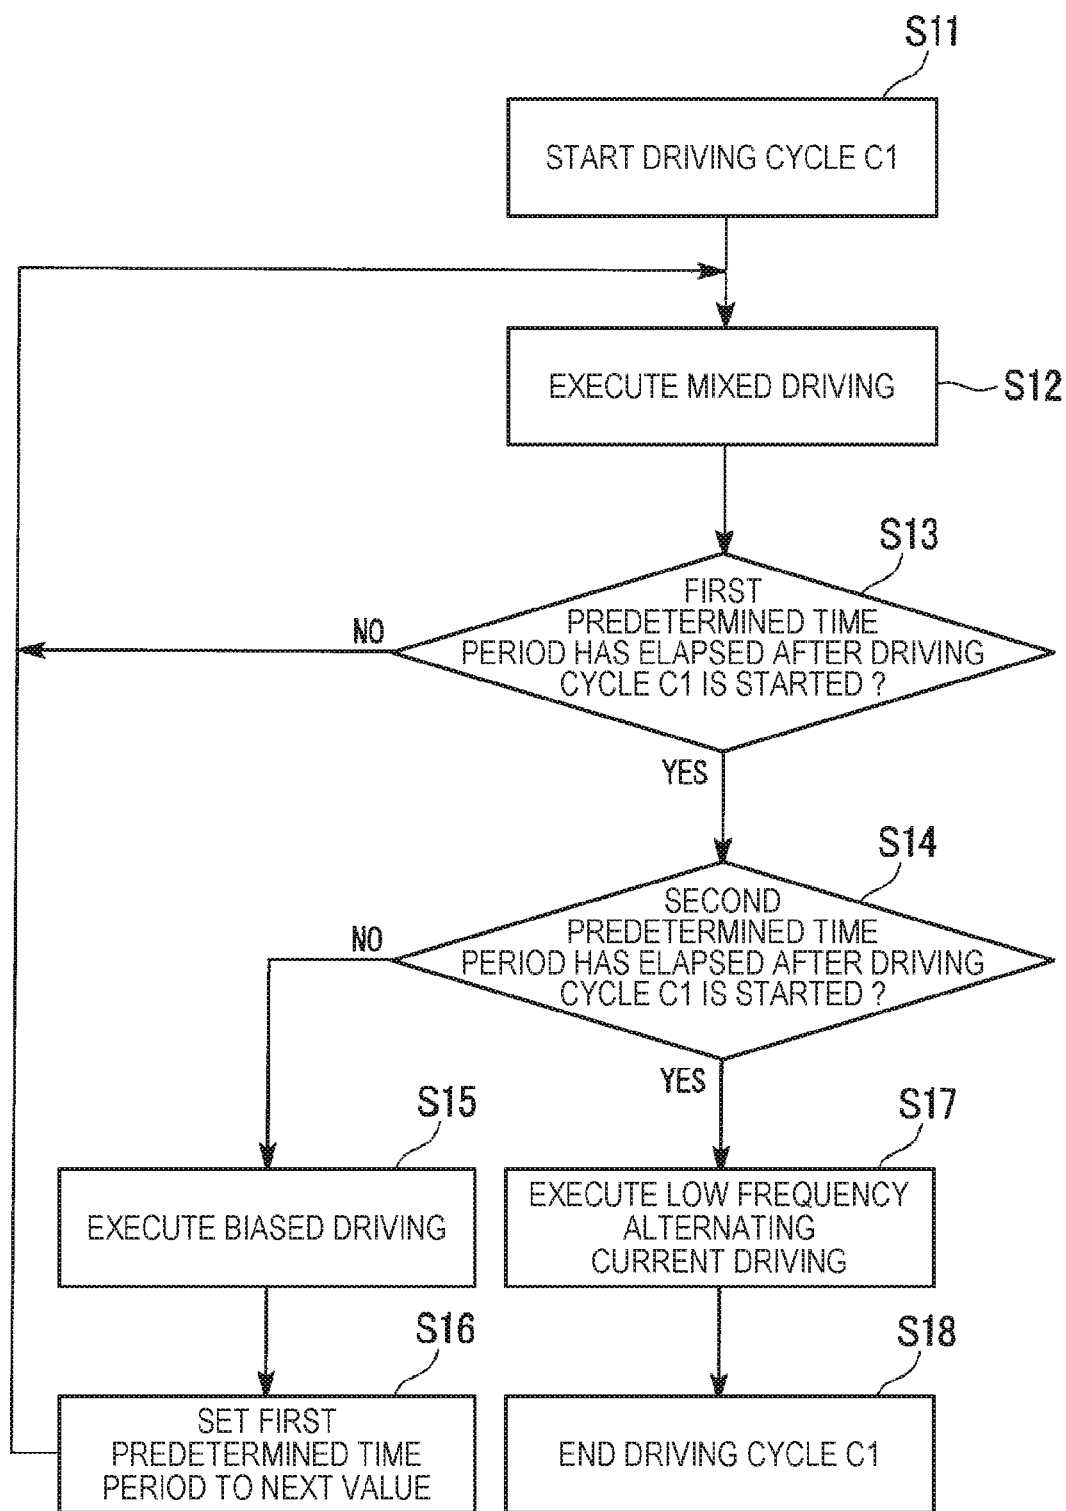 S11
START DRIVING CYCLE C1
EXECUTE MIXED DRIVING
S12
S13
FIRST
PREDETERMINED TIME
PERIOD HAS ELAPSED AFTER DRIVING
CYCLE C1 IS STARTED ?
NO
YES
S14
SECOND
PREDETERMINED TIME
PERIOD HAS ELAPSED AFTER DRIVING
CYCLE C1 IS STARTED ?
NO
YES
S15
EXECUTE BIASED DRIVING
S17
EXECUTE LOW FREQUENCY
ALTERNATING
CURRENT DRIVING
S16
SET FIRST
PREDETERMINED TIME
PERIOD TO NEXT VALUE
S18
END DRIVING CYCLE C1